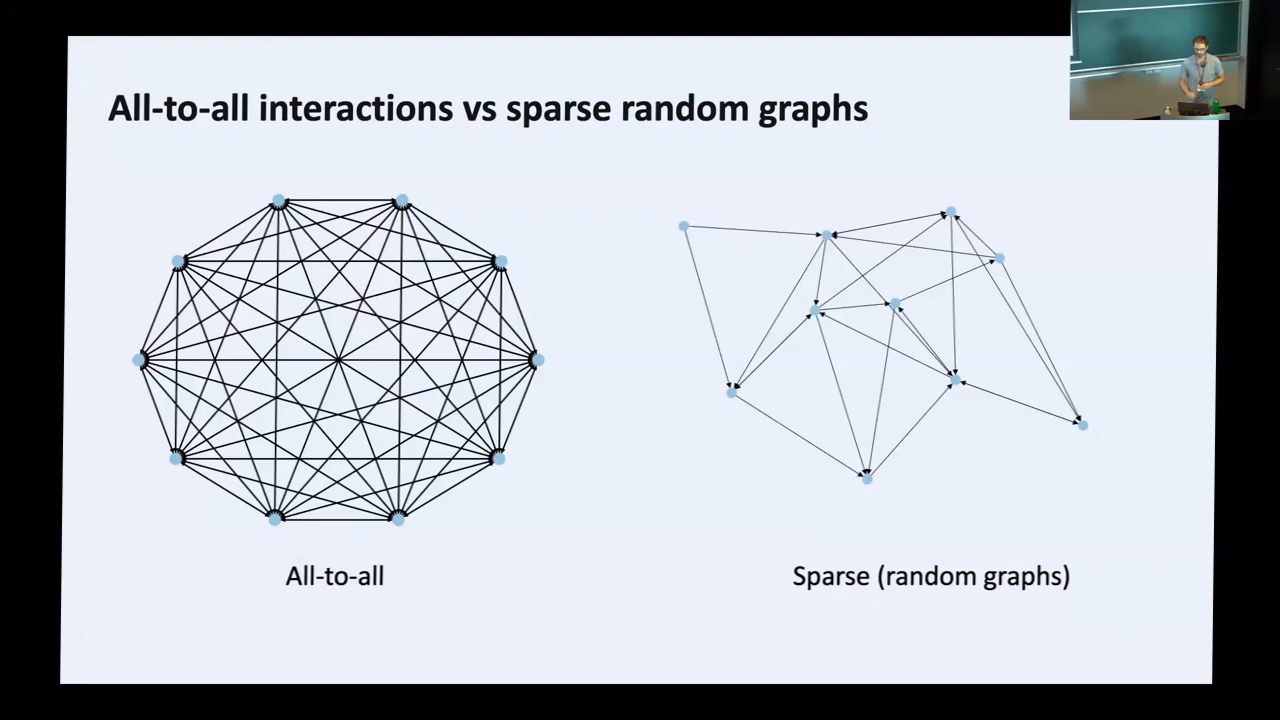 All-to-all interactions vs sparse random graphs
All-to-all
Sparse (random graphs)